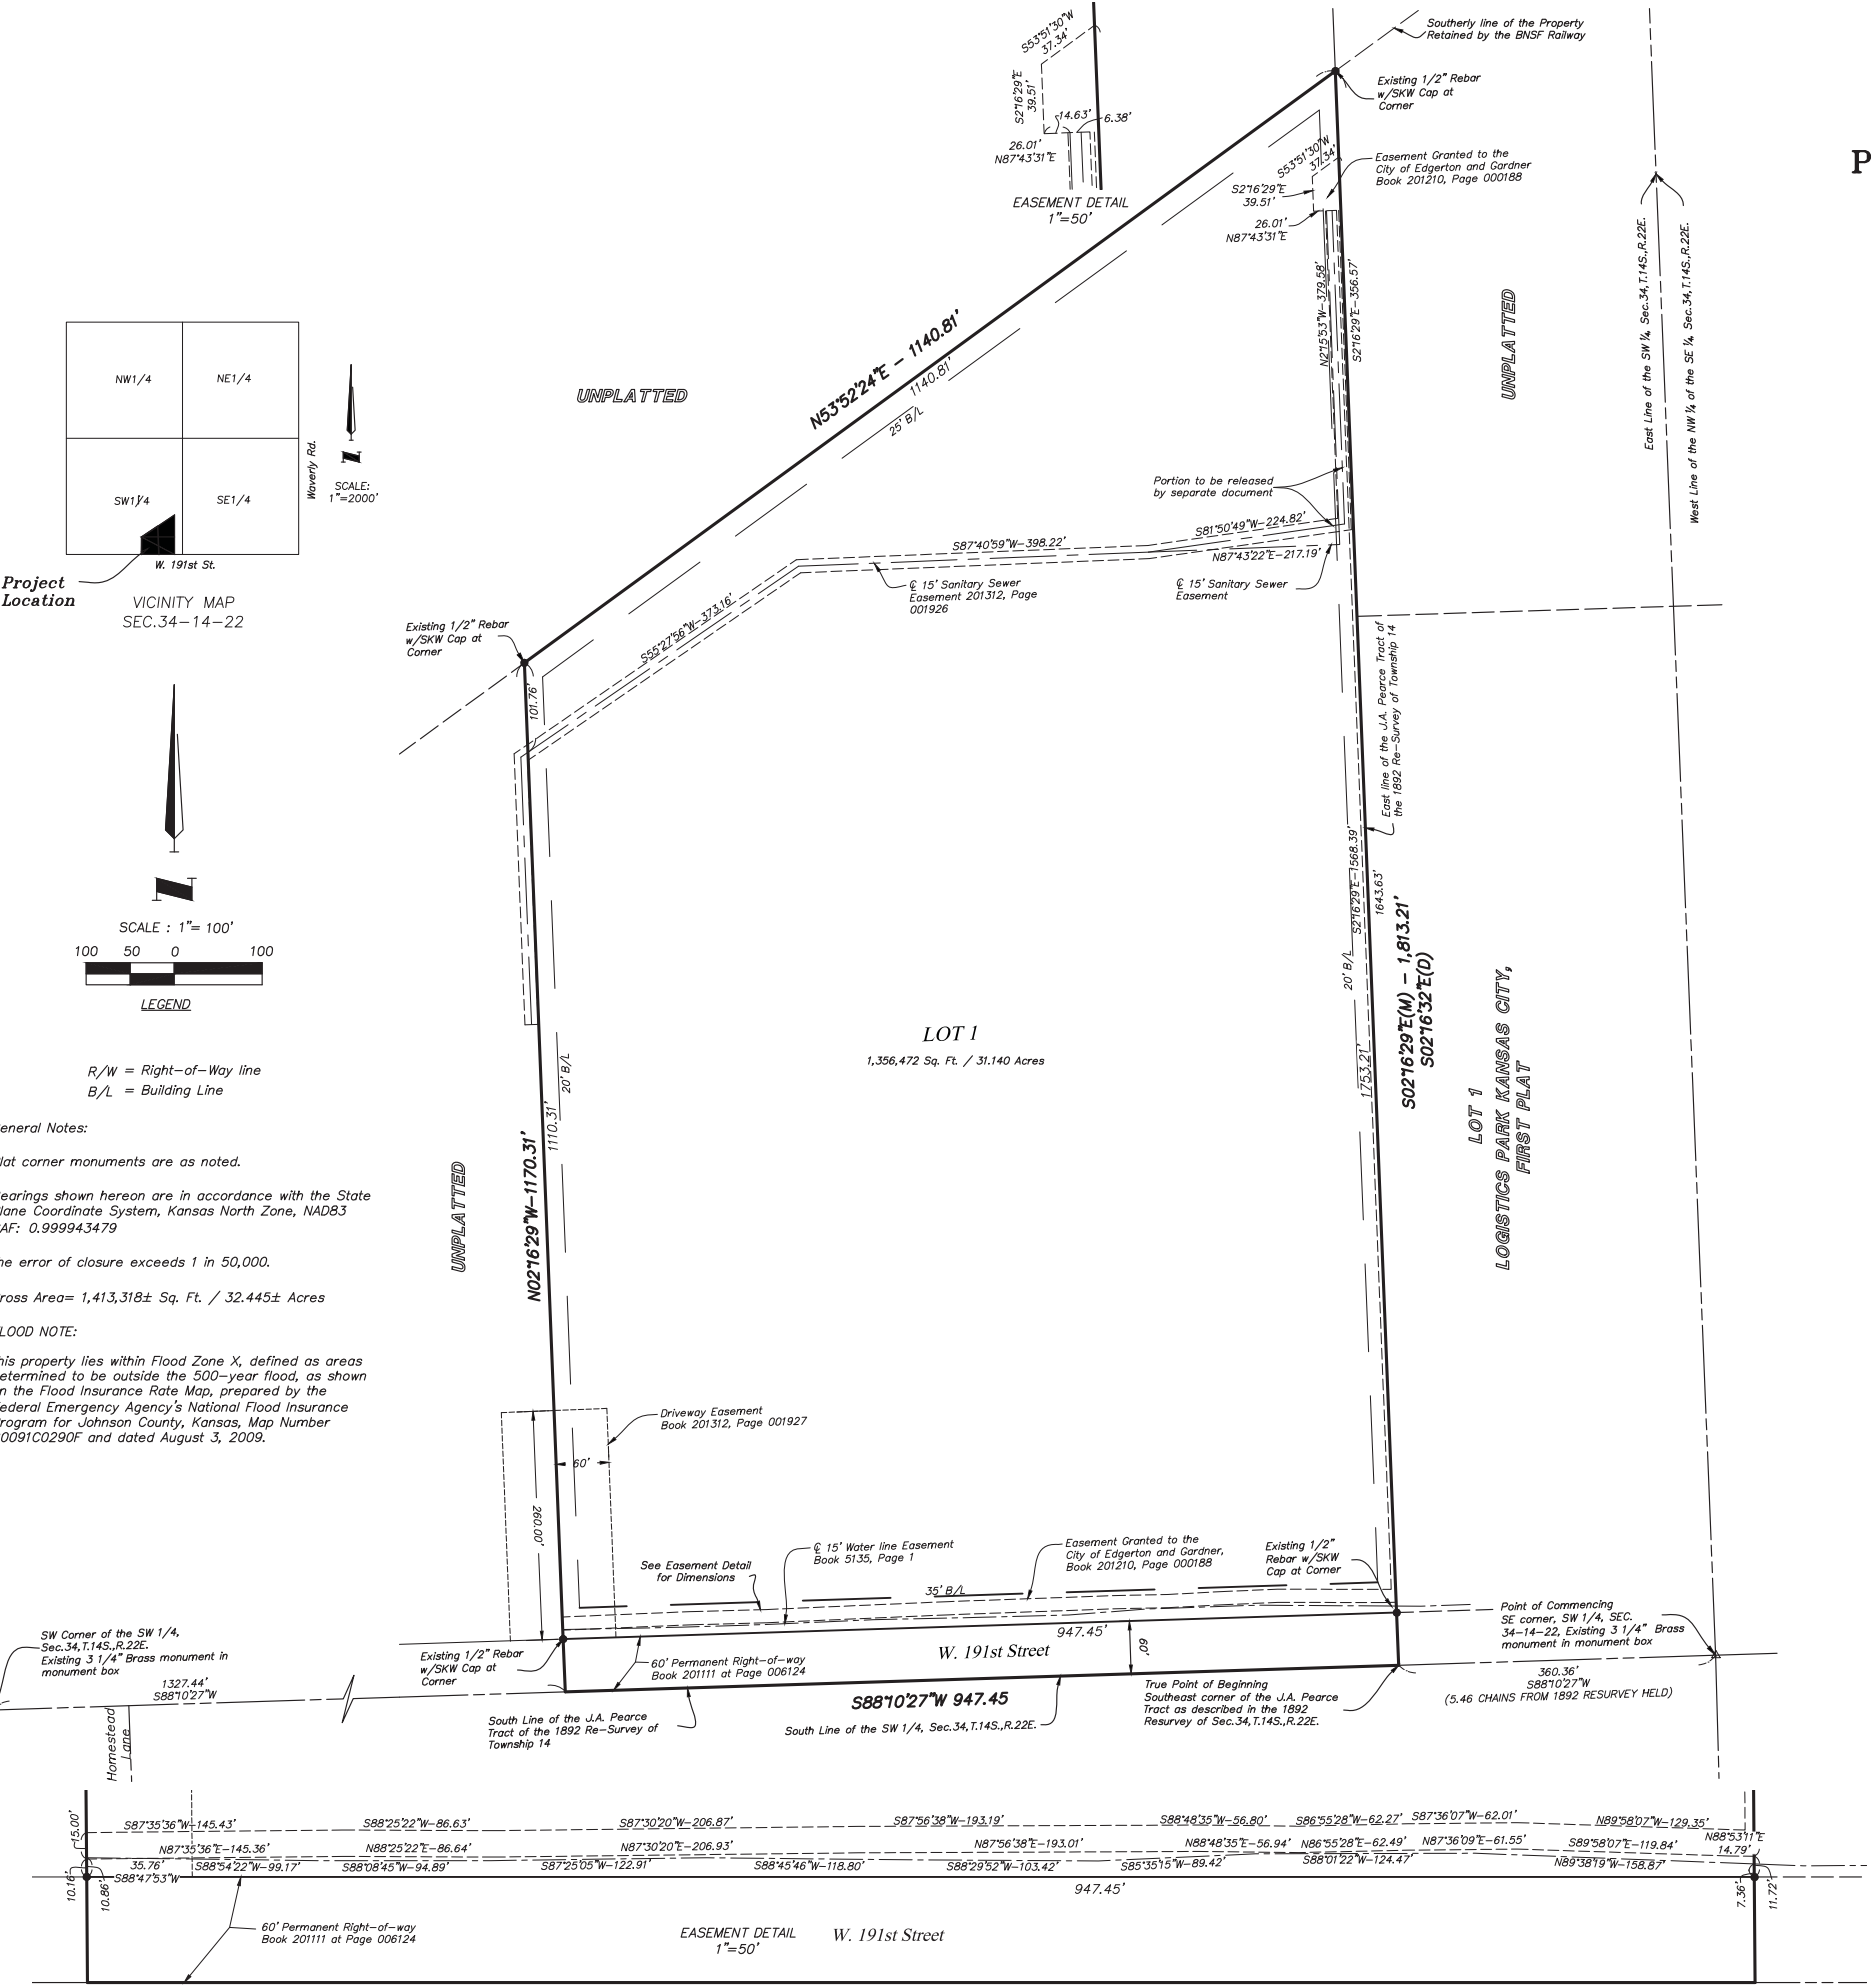 S53°51'30"W
37.34'
S2°16'29"E
39.51'
14.63'
6.38'
26.01'
N87°43'31"E
EASEMENT DETAIL
1"=50'
Southerly line of the Property
Retained by the BNSF Railway
Existing 1/2" Rebar
w/SKW Cap at
Corner
P
S53°51'30"W
37.34'
Easement Granted to the
City of Edgerton and Gardner
Book 201210, Page 000188
S2°16'29"E
39.51'
26.01'
N87°43'31"E
N2°15'53"W-379.58'
S2°16'29"E-356.57'
UNPLATTED
East Line of the SW ¼, Sec.34,T.14S.,R.22E.
West Line of the NW ¼ of the SE ¼, Sec.34,T.14S.,R.22E.
NW1/4
NE1/4
SW1/4
SE1/4
Waverly Rd.
N
SCALE:
1"=2000'
W. 191st St.
Project
Location
VICINITY MAP
SEC.34-14-22
UNPLATTED
N53°52'24"E - 1140.81'
1140.81'
25' B/L
Portion to be released
by separate document
S81°50'49"W-224.82'
S87°40'59"W-398.22'
N87°43'22"E-217.19'
℄ 15' Sanitary Sewer
Easement 201312, Page
001926
℄ 15' Sanitary Sewer
Easement
S55°27'56"W-373.16'
Existing 1/2" Rebar
w/SKW Cap at
Corner
101.76'
East line of the J.A. Pearce Tract of
the 1892 Re-Survey of Township 14
N
SCALE : 1"= 100'
100 50 0 100
LEGEND
R/W = Right-of-Way line
B/L = Building Line
eneral Notes:
lat corner monuments are as noted.
earings shown hereon are in accordance with the State
lane Coordinate System, Kansas North Zone, NAD83
AF: 0.999943479
he error of closure exceeds 1 in 50,000.
ross Area= 1,413,318± Sq. Ft. / 32.445± Acres
LOOD NOTE:
his property lies within Flood Zone X, defined as areas
etermined to be outside the 500-year flood, as shown
n the Flood Insurance Rate Map, prepared by the
ederal Emergency Agency's National Flood Insurance
rogram for Johnson County, Kansas, Map Number
0091C0290F and dated August 3, 2009.
UNPLATTED
N02°16'29"W-1170.31'
1110.31'
20' B/L
LOT 1
1,356,472 Sq. Ft. / 31.140 Acres
20' B/L
S2°16'29"E-1568.39'
1643.63'
1753.21'
S02°16'29"E(M) - 1,813.21'
S02°16'32"E(D)
LOT 1
LOGISTICS PARK KANSAS CITY,
FIRST PLAT
Driveway Easement
Book 201312, Page 001927
60'
260.00'
See Easement Detail
for Dimensions
℄ 15' Water line Easement
Book 5135, Page 1
Easement Granted to the
City of Edgerton and Gardner,
Book 201210, Page 000188
Existing 1/2"
Rebar w/SKW
Cap at Corner
35' B/L
947.45'
W. 191st Street
60'
Point of Commencing
SE corner, SW 1/4, SEC.
34-14-22, Existing 3 1/4" Brass
monument in monument box
SW Corner of the SW 1/4,
Sec.34,T.14S.,R.22E.
Existing 3 1/4" Brass monument in
monument box
1327.44'
S88°10'27"W
Existing 1/2" Rebar
w/SKW Cap at
Corner
60' Permanent Right-of-way
Book 201111 at Page 006124
S88°10'27"W 947.45
True Point of Beginning
Southeast corner of the J.A. Pearce
Tract as described in the 1892
Resurvey of Sec.34,T.14S.,R.22E.
360.36'
S88°10'27"W
(5.46 CHAINS FROM 1892 RESURVEY HELD)
South Line of the J.A. Pearce
Tract of the 1892 Re-Survey of
Township 14
South Line of the SW 1/4, Sec.34,T.14S.,R.22E.
Homestead
Lane
15.00'
S87°35'36"W-145.43' S88°25'22"W-86.63' S87°30'20"W-206.87' S87°56'38"W-193.19' S88°48'35"W-56.80' S86°55'28"W-62.27' S87°36'07"W-62.01' N89°58'07"W-129.35'
N87°35'36"E-145.36' N88°25'22"E-86.64' N87°30'20"E-206.93' N87°56'38"E-193.01' N88°48'35"E-56.94' N86°55'28"E-62.49' N87°36'09"E-61.55' S89°58'07"E-119.84' N88°53'11"E
14.79'
35.76' S88°54'22"W-99.17' S88°08'45"W-94.89' S87°25'05"W-122.91' S88°45'46"W-118.80' S88°29'52"W-103.42' S85°35'15"W-89.42' S88°01'22"W-124.47' N89°38'19"W-158.87'
S88°47'53"W
10.16'
10.86'
947.45'
7.36'
11.72'
60' Permanent Right-of-way
Book 201111 at Page 006124
EASEMENT DETAIL
1"=50'
W. 191st Street